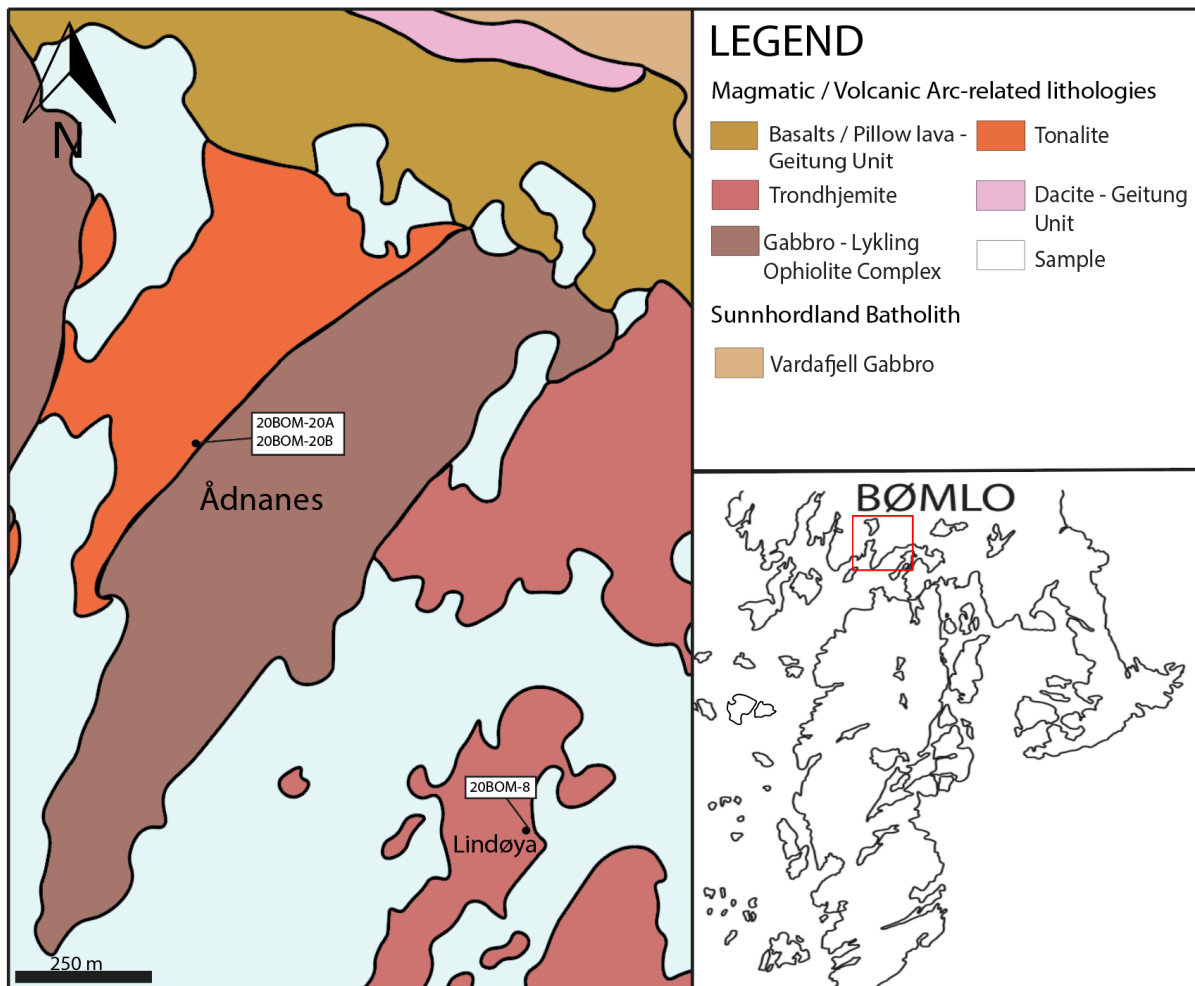 N
20BOM-20A
20BOM-20B
Ådnanes
20BOM-8
Lindøya
250 m
LEGEND
Magmatic / Volcanic Arc-related lithologies
Basalts / Pillow lava -
Geitung Unit
Trondhjemite
Gabbro - Lykling
Ophiolite Complex
Tonalite
Dacite - Geitung
Unit
Sample
Sunnhordland Batholith
Vardafjell Gabbro
BØMLO